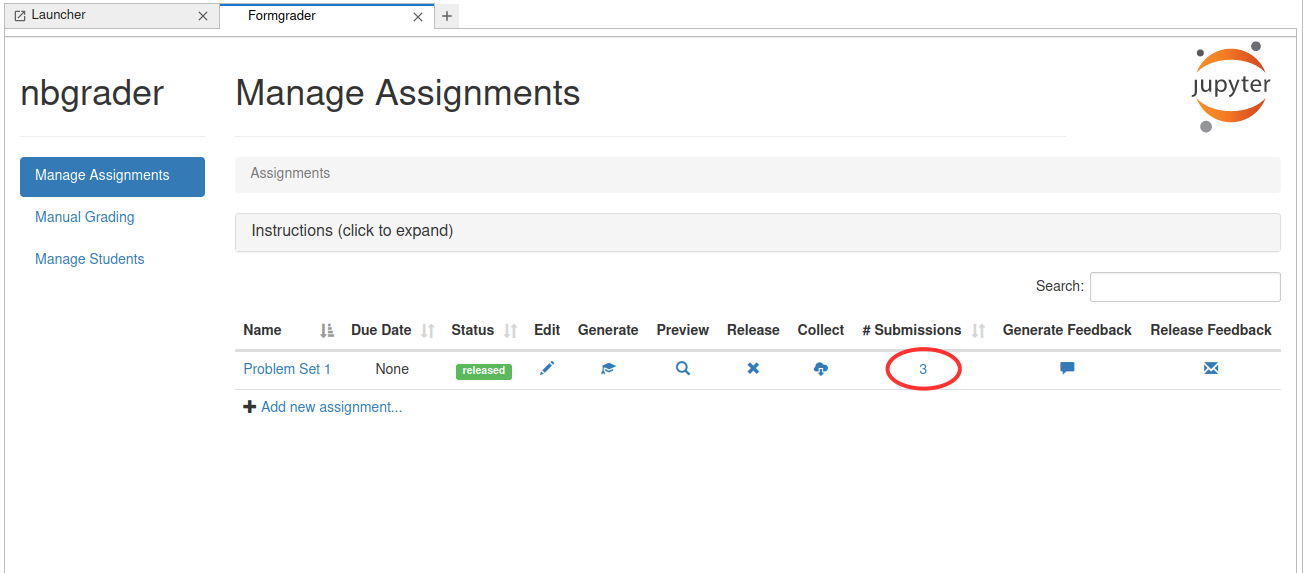 Launcher
Formgrader
nbgrader
Manage Assignments
jupyter
Manage Assignments
Manual Grading
Manage Students
Assignments
Instructions (click to expand)
Search:
Name Due Date Status Edit Generate Preview Release Collect # Submissions Generate Feedback Release Feedback
Problem Set 1 None released 3
Add new assignment...